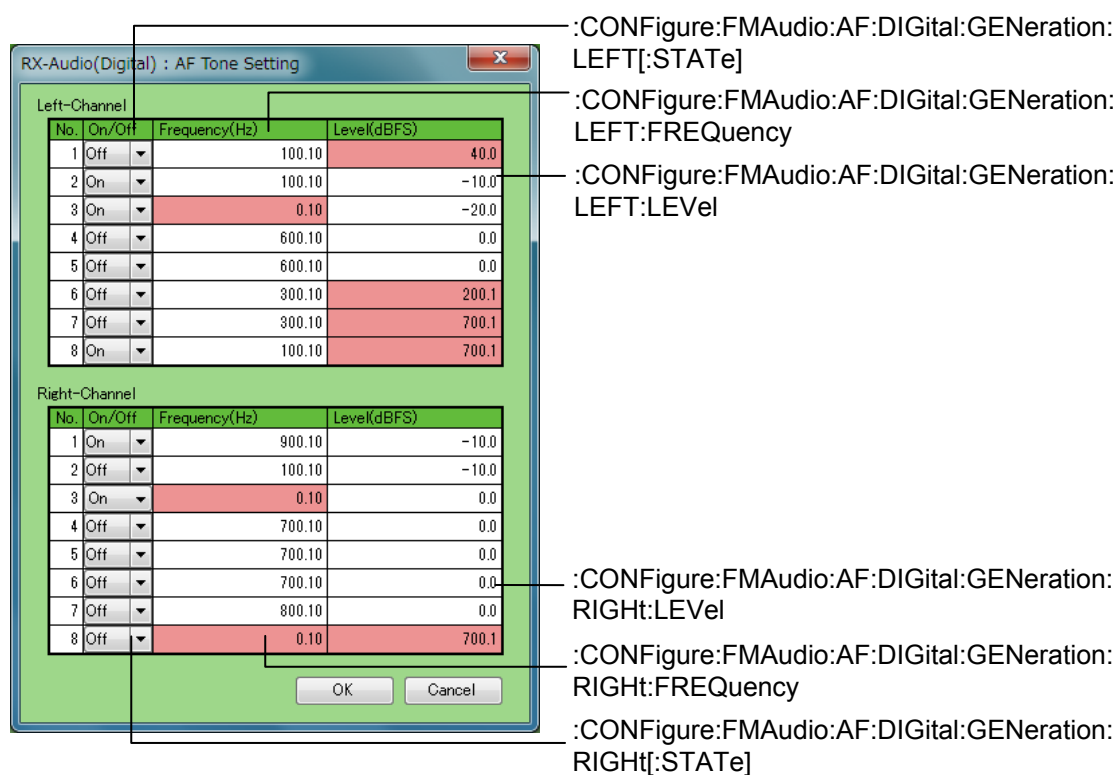 :CONFigure:FMAudio:AF:DIGital:GENeration:
LEFT[:STATe]
RX-Audio(Digital) : AF Tone Setting
:CONFigure:FMAudio:AF:DIGital:GENeration:
LEFT:FREQuency
Left-Channel
No. On/Off Frequency(Hz) Level(dBFS)
1 Off 100.10 40.0
2 On 100.10 -10.0
:CONFigure:FMAudio:AF:DIGital:GENeration:
LEFT:LEVel
3 On 0.10 -20.0
4 Off 600.10 0.0
5 Off 600.10 0.0
6 Off 300.10 200.1
7 Off 300.10 700.1
8 On 100.10 700.1
Right-Channel
No. On/Off Frequency(Hz) Level(dBFS)
1 On 900.10 -10.0
2 Off 100.10 -10.0
3 On 0.10 0.0
4 Off 700.10 0.0
5 Off 700.10 0.0
6 Off 700.10 0.0
:CONFigure:FMAudio:AF:DIGital:GENeration:
RIGHt:LEVel
7 Off 800.10 0.0
8 Off 0.10 700.1
:CONFigure:FMAudio:AF:DIGital:GENeration:
RIGHt:FREQuency
OK Cancel
:CONFigure:FMAudio:AF:DIGital:GENeration:
RIGHt[:STATe]